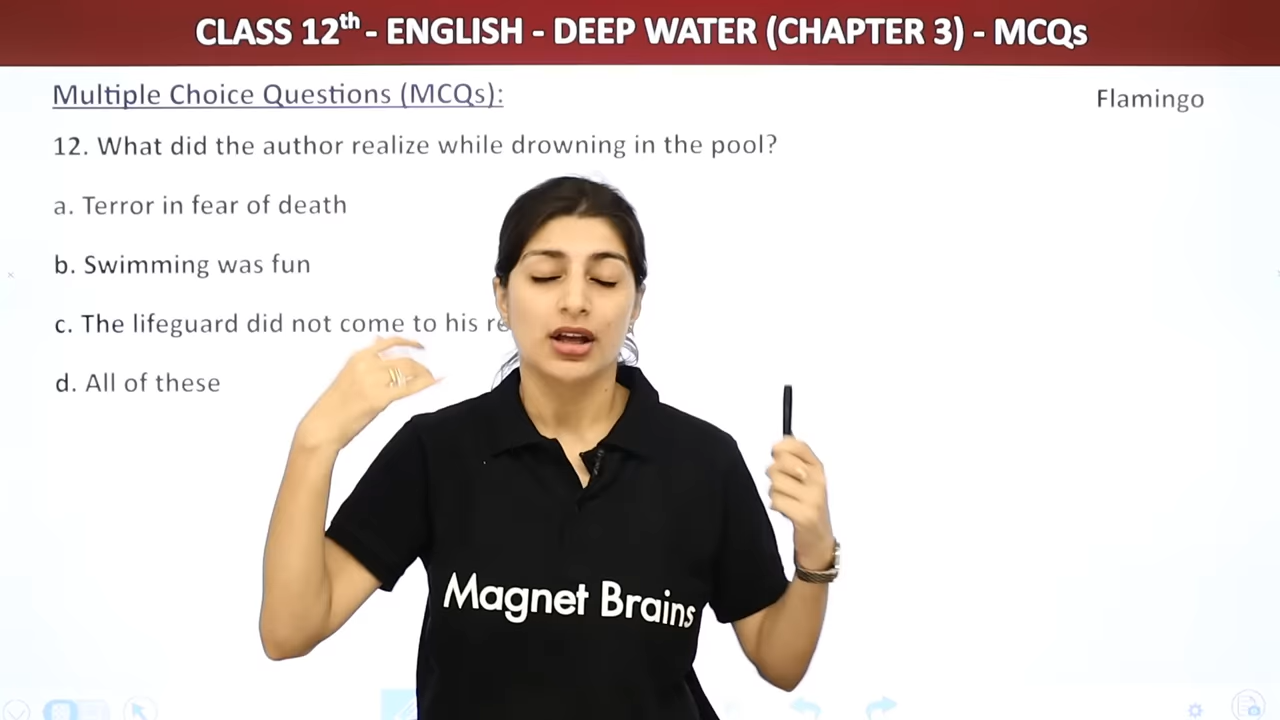 CLASS 12th - ENGLISH - DEEP WATER (CHAPTER 3) - MCQs
Multiple Choice Questions (MCQs):
Flamingo
12. What did the author realize while drowning in the pool?
a. Terror in fear of death
b. Swimming was fun
c. The lifeguard did not come to his
d. All of these
Magnet Brains